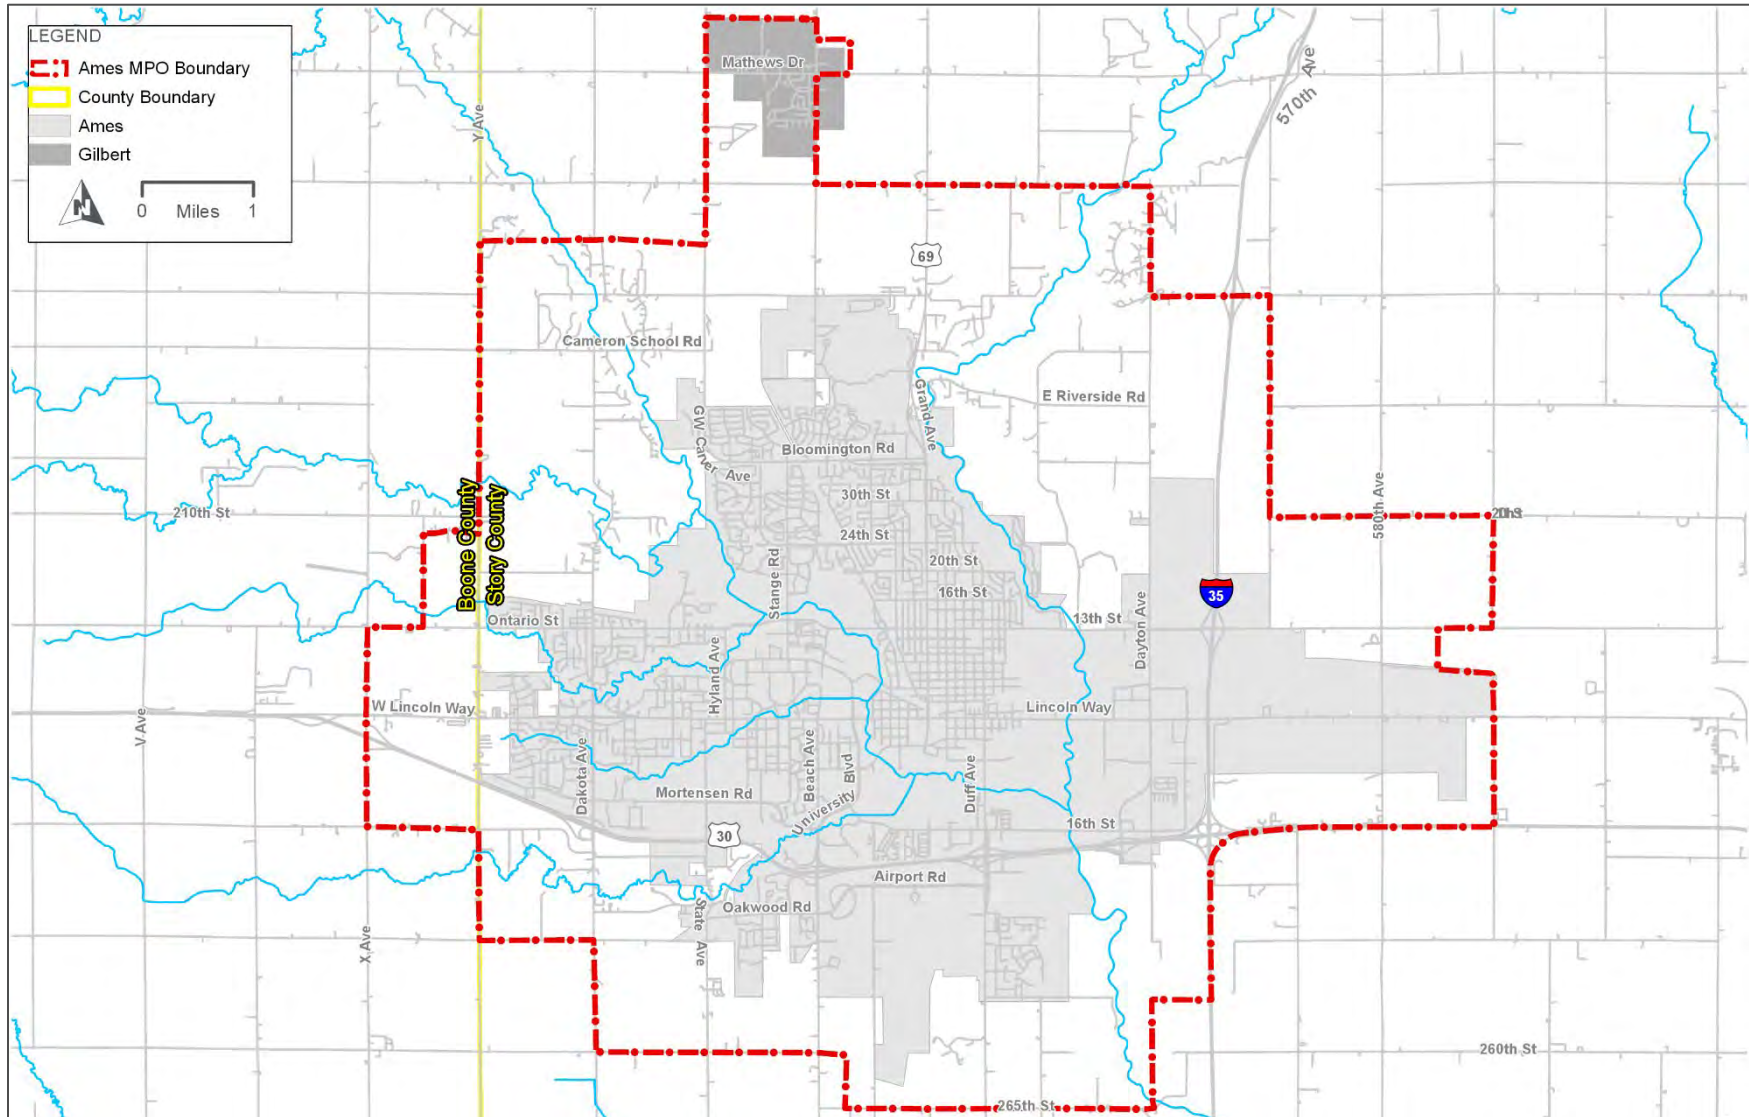 LEGEND
Ames MPO Boundary
County Boundary
Ames
Gilbert
N
0 Miles 1
Mathews Dr
Y Ave
570th Ave
69
Cameron School Rd
E Riverside Rd
Grand Ave
GW Carver Ave
Bloomington Rd
30th St
210th St
24th St
580th Ave
Boone County
Story County
Stange Rd
20th St
16th St
35
Ontario St
13th St
Dayton Ave
Hyland Ave
W Lincoln Way
Lincoln Way
V Ave
Dakota Ave
Beach Ave
University Blvd
Duff Ave
Mortensen Rd
30
16th St
Airport Rd
Oakwood Rd
State Ave
X Ave
260th St
265th St